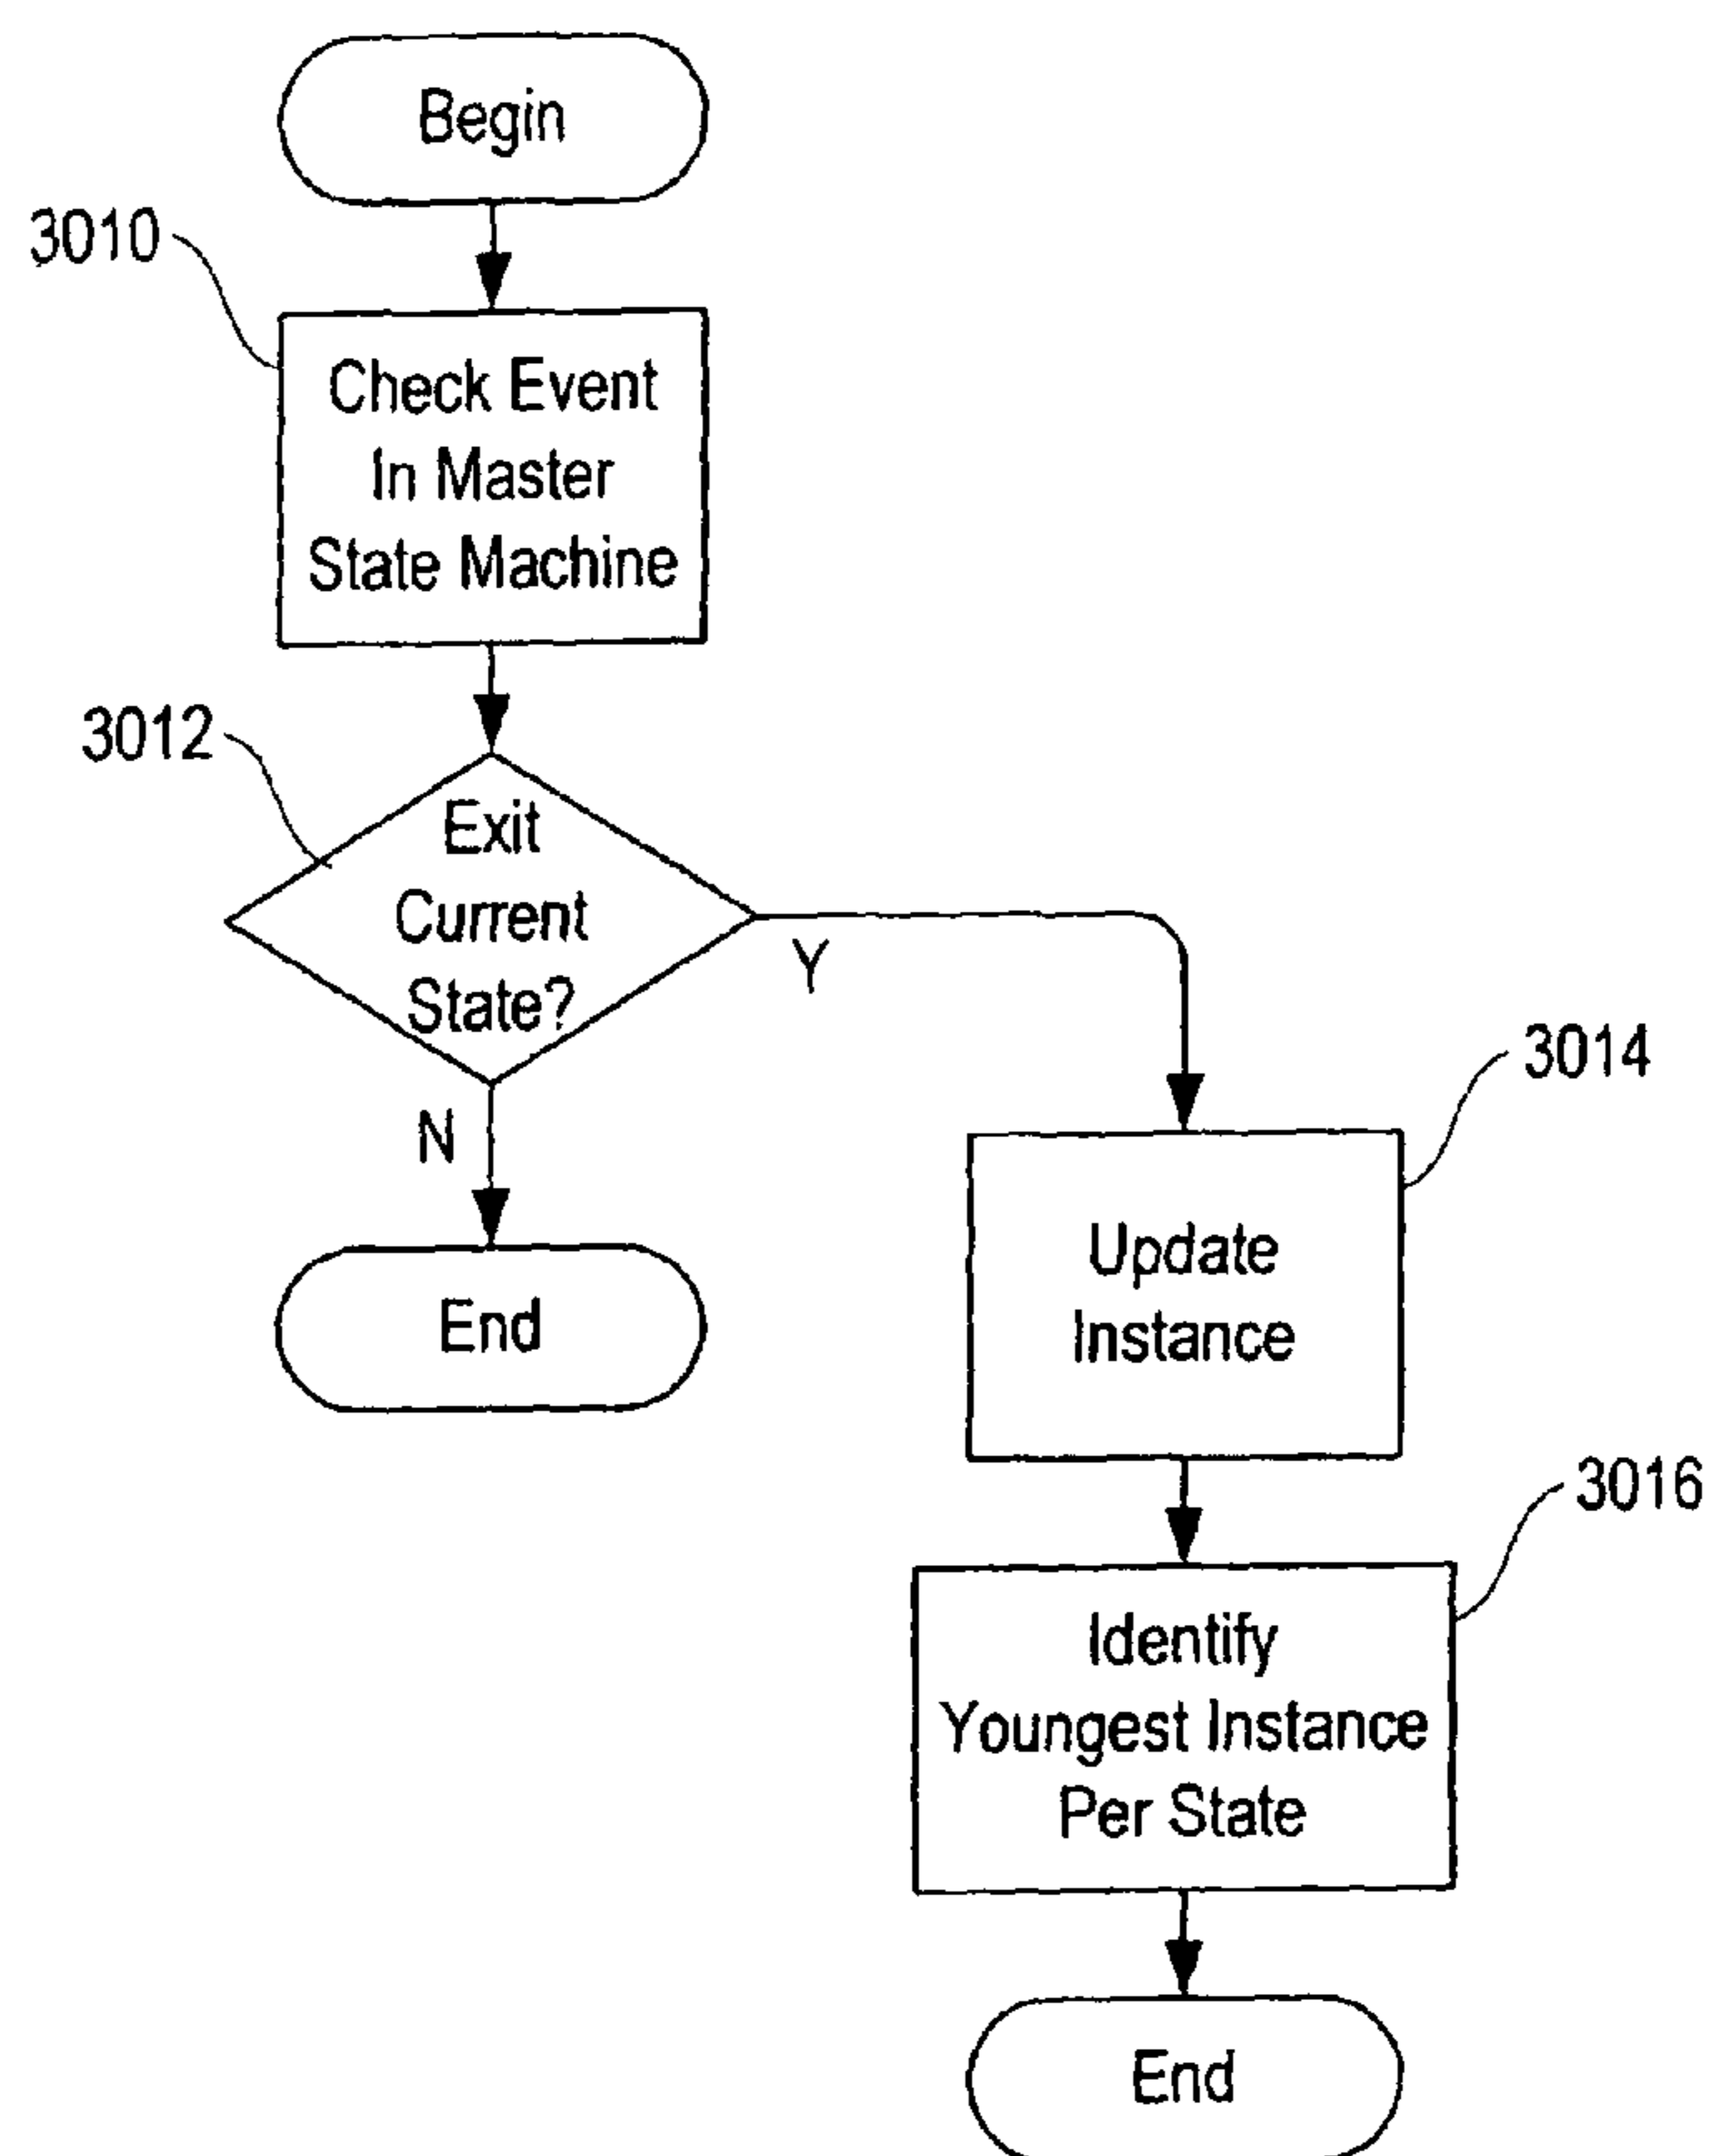 Begin
3010
Check Event
In Master
State Machine
3012
Exit
Current
State?
Y
N
End
3014
Update
Instance
3016
Identify
Youngest Instance
Per State
End